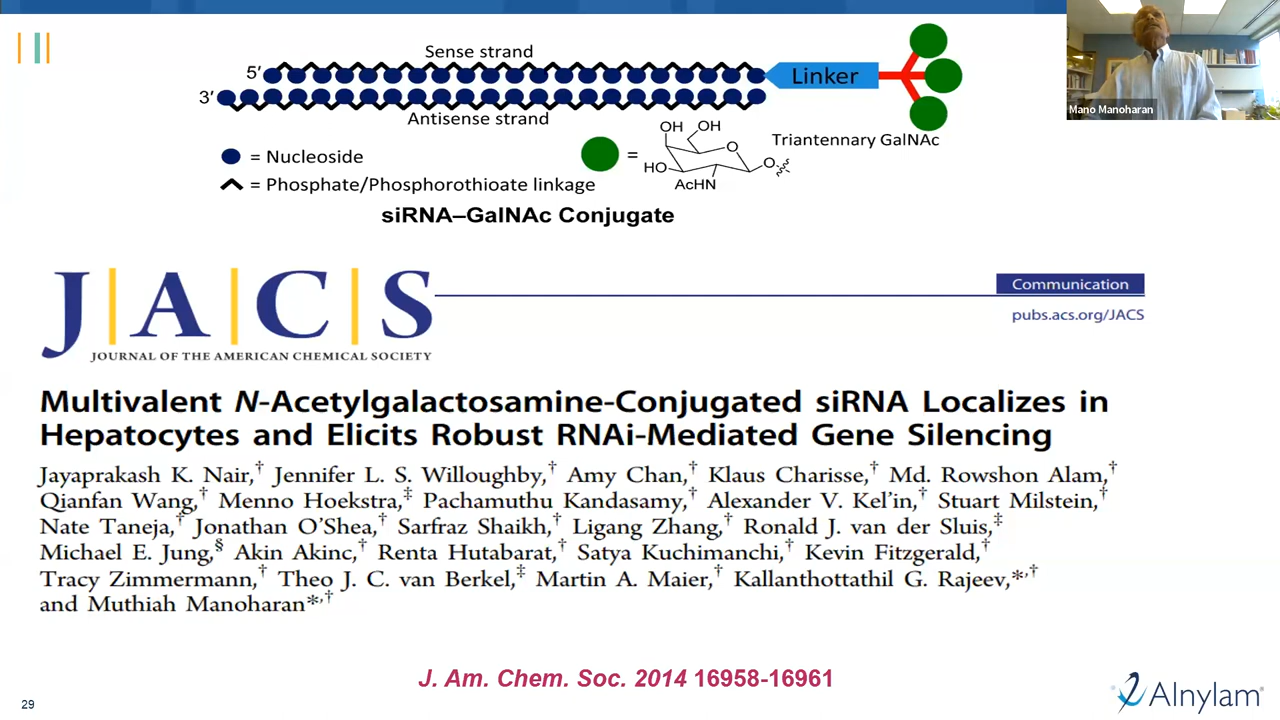 Sense strand
5′
Linker
3′
Antisense strand
Mano Manoharan
= Nucleoside
= Phosphate/Phosphorothioate linkage
=
OH OH
O
HO
O
AcHN
Triantennary GalNAc
siRNA–GalNAc Conjugate
J|A|C|S
JOURNAL OF THE AMERICAN CHEMICAL SOCIETY
Communication
pubs.acs.org/JACS
Multivalent N-Acetylgalactosamine-Conjugated siRNA Localizes in
Hepatocytes and Elicits Robust RNAi-Mediated Gene Silencing
Jayaprakash K. Nair,† Jennifer L. S. Willoughby,† Amy Chan,† Klaus Charisse,† Md. Rowshon Alam,†
Qianfan Wang,† Menno Hoekstra,‡ Pachamuthu Kandasamy,† Alexander V. Kel’in,† Stuart Milstein,†
Nate Taneja,† Jonathan O’Shea,† Sarfraz Shaikh,† Ligang Zhang,† Ronald J. van der Sluis,‡
Michael E. Jung,§ Akin Akinc,† Renta Hutabarat,† Satya Kuchimanchi,† Kevin Fitzgerald,†
Tracy Zimmermann,† Theo J. C. van Berkel,‡ Martin A. Maier,† Kallanthottathil G. Rajeev,*,†
and Muthiah Manoharan*,†
J. Am. Chem. Soc. 2014 16958-16961
29
Alnylam